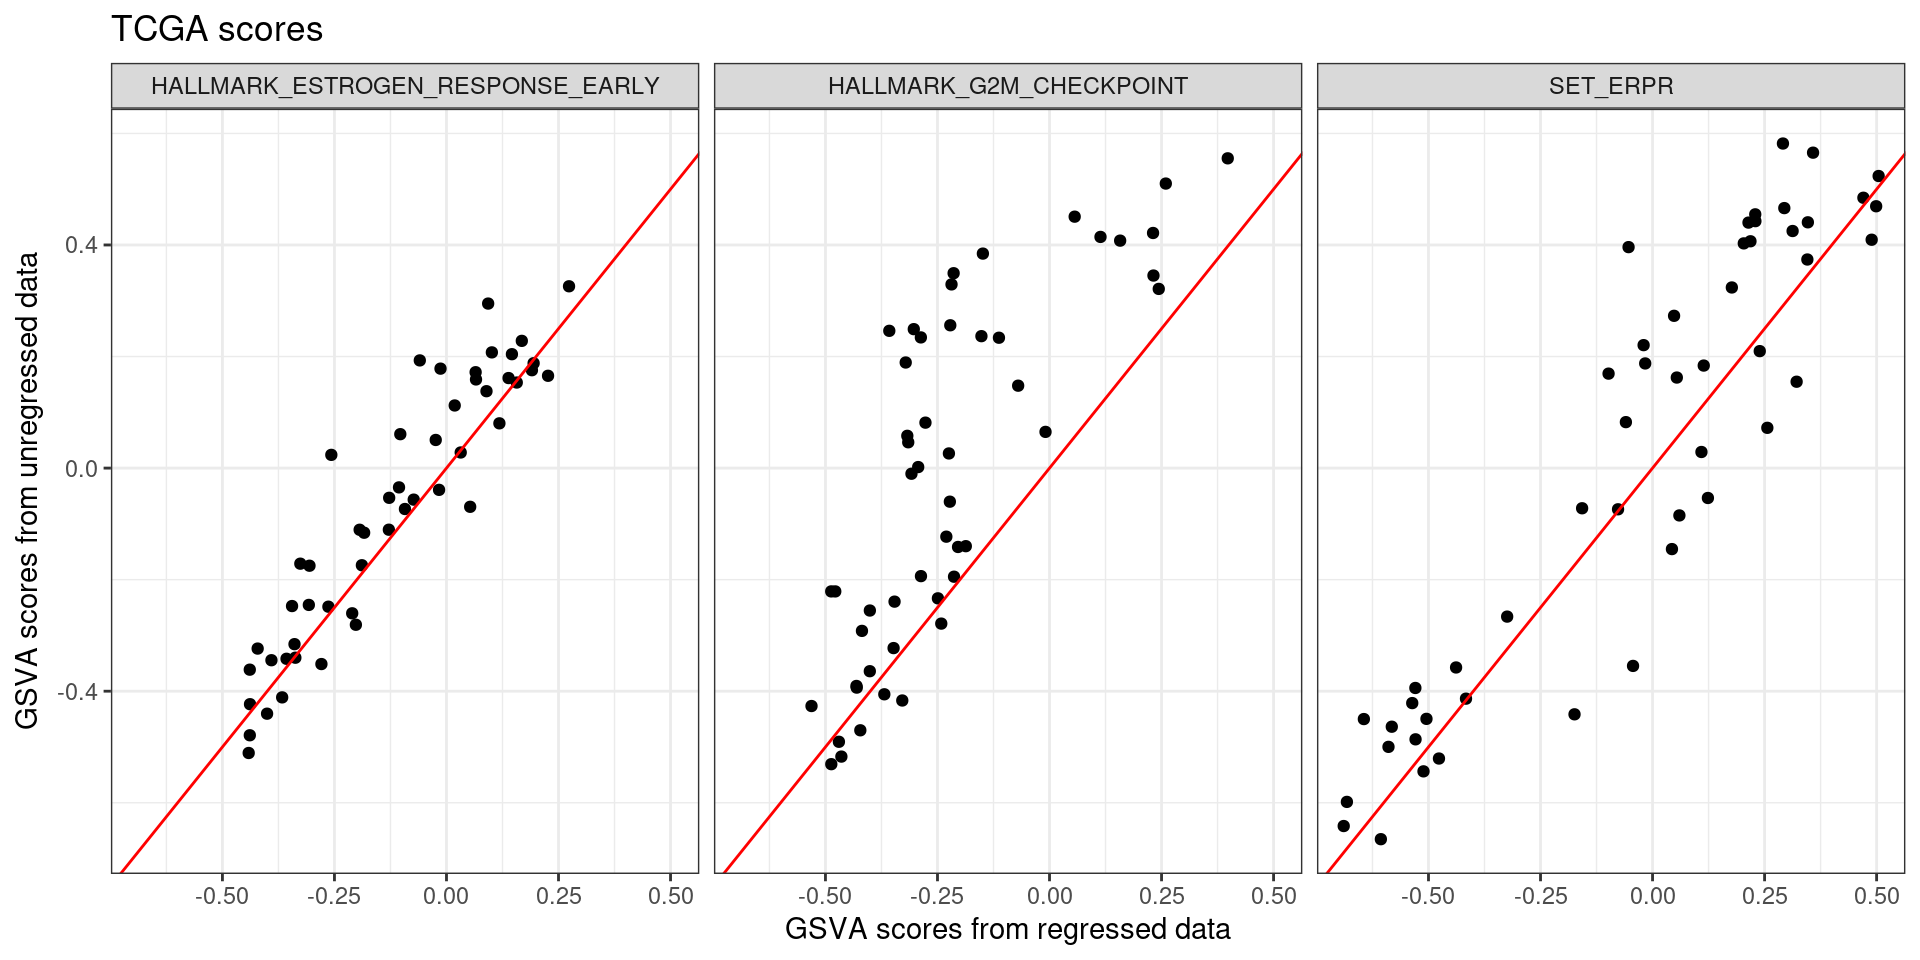 TCGA scores
HALLMARK_ESTROGEN_RESPONSE_EARLY
HALLMARK_G2M_CHECKPOINT
SET_ERPR
GSVA scores from unregressed data
0.4
0.0
-0.4
-0.50 -0.25 0.00 0.25 0.50
-0.50 -0.25 0.00 0.25 0.50
-0.50 -0.25 0.00 0.25 0.50
GSVA scores from regressed data